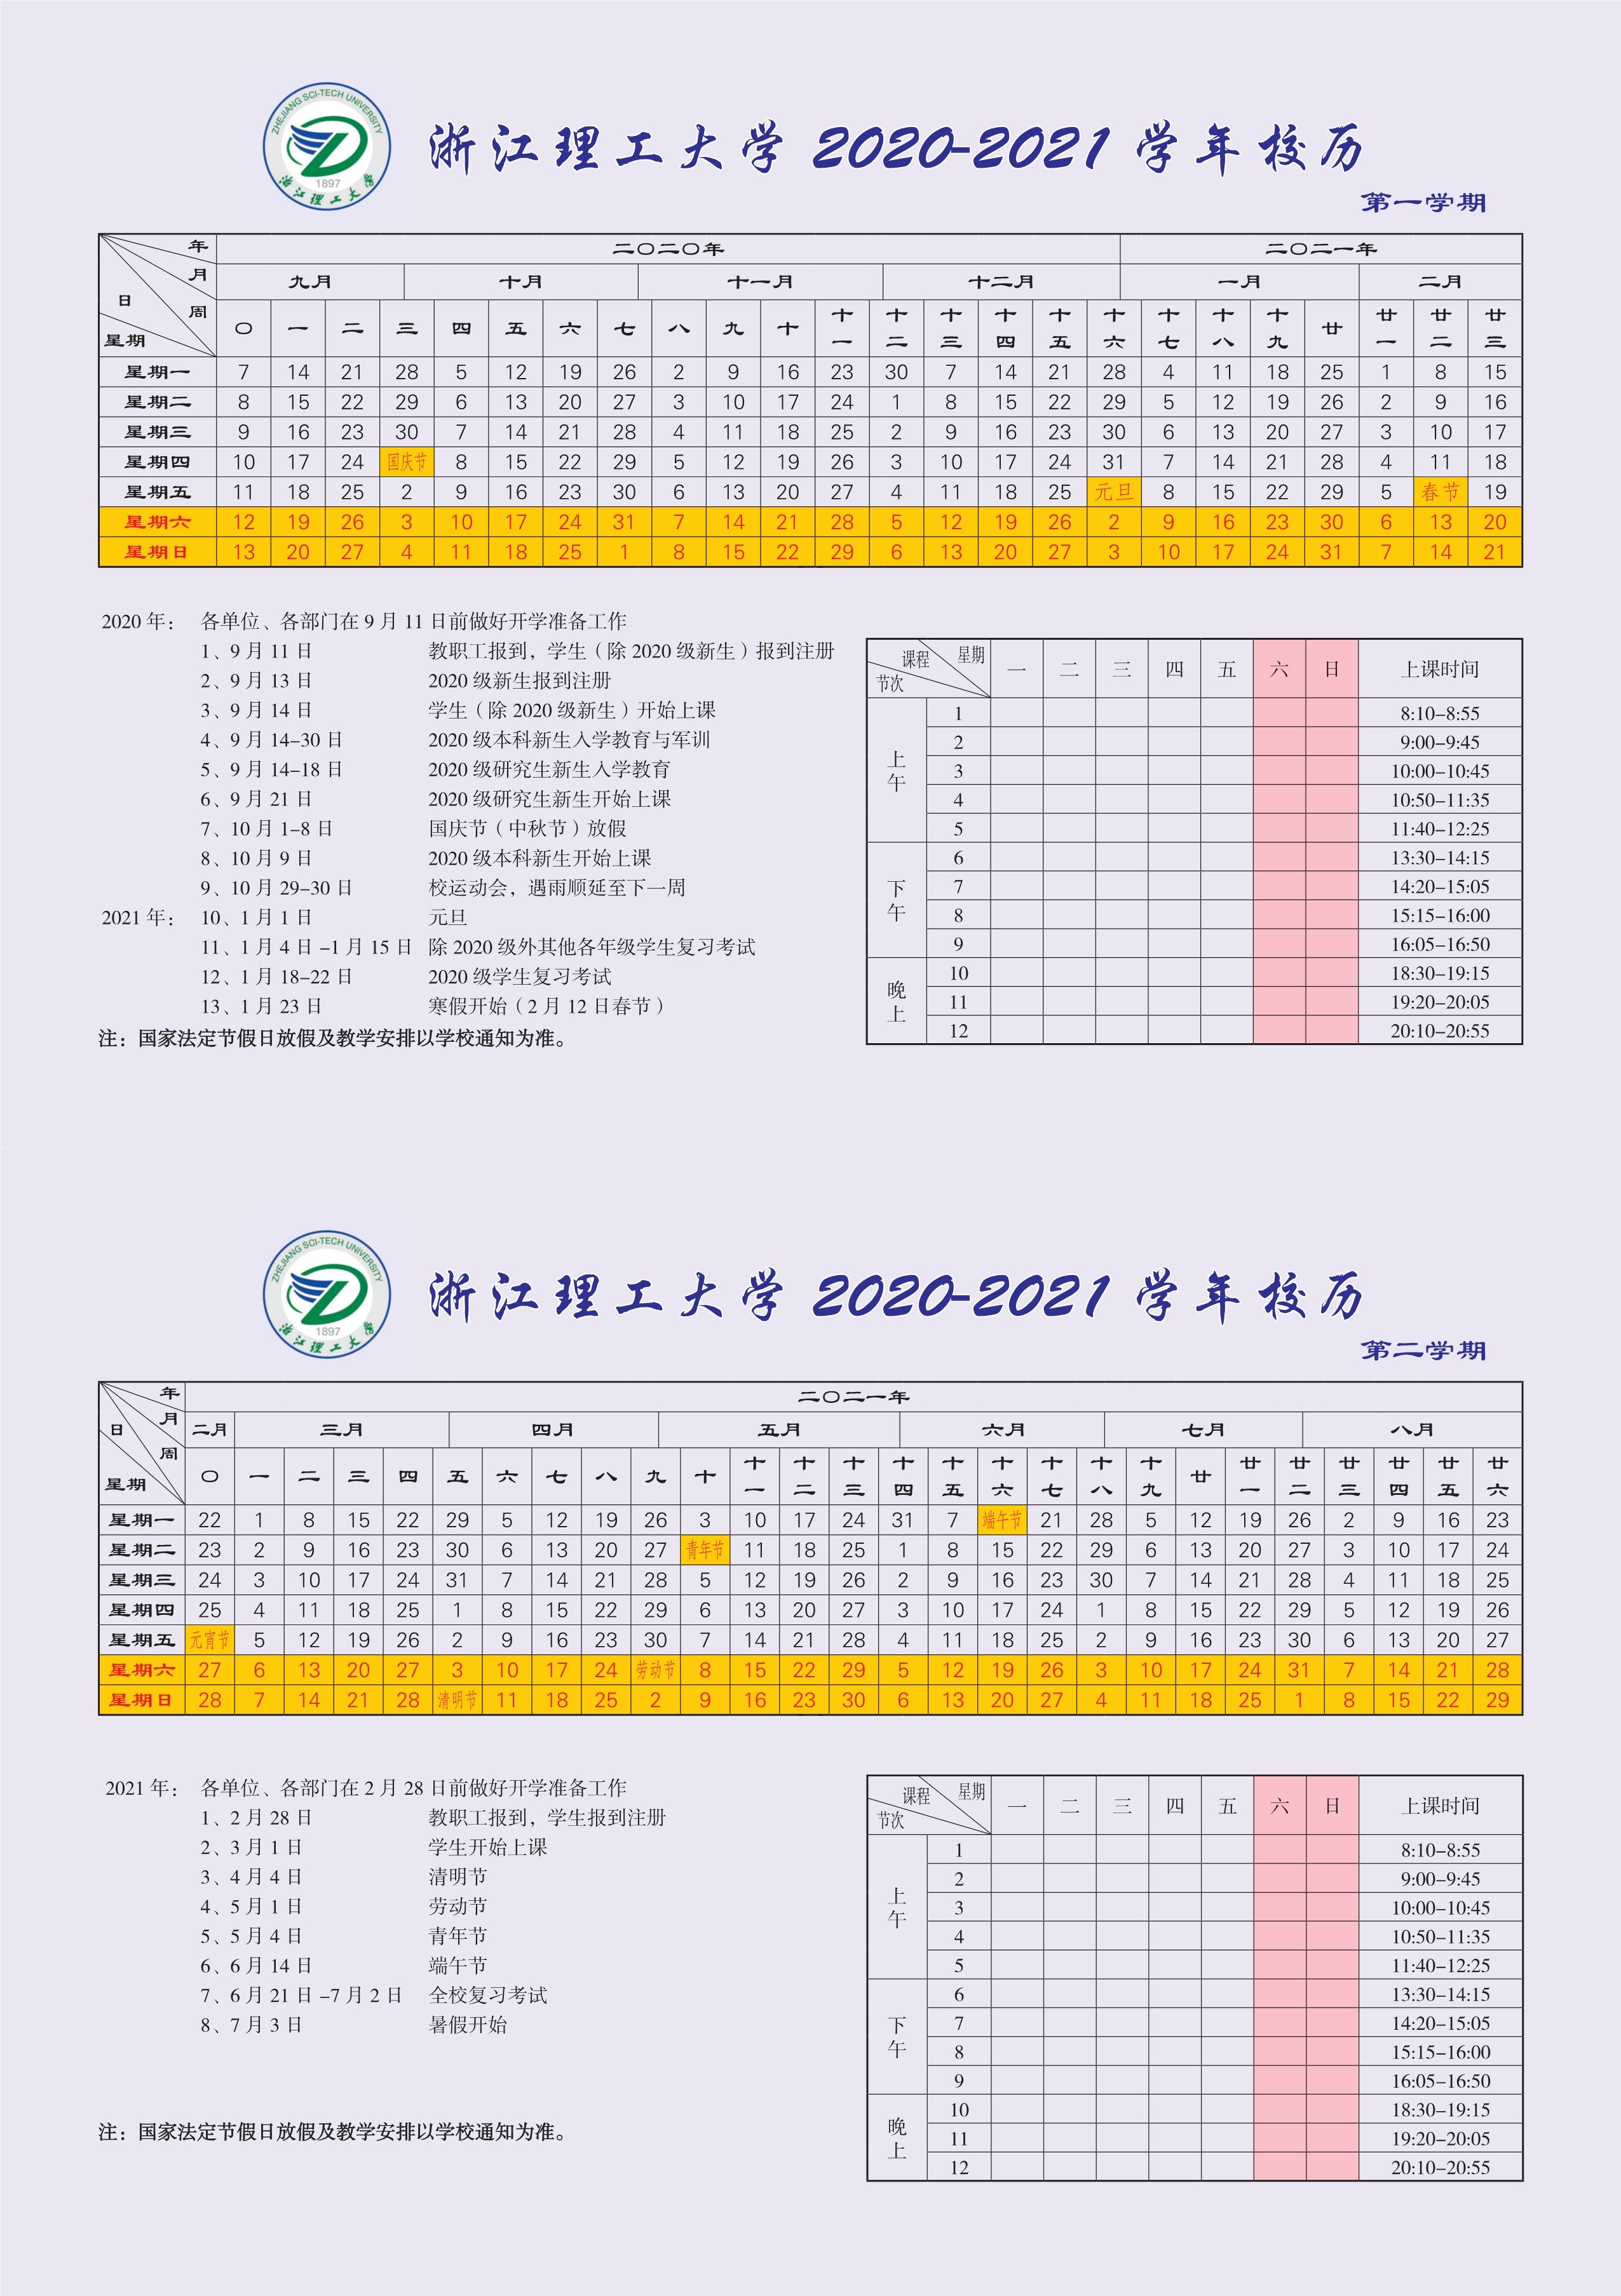 ZHEJIANG SCI-TECH UNIVERSITY
1897
浙江理工大学
浙江理工大学 2020-2021 学年校历
第一学期
年 二〇二〇年 二〇二一年
月 九月 十月 十一月 十二月 一月 二月
日 周 星期 〇 一 二 三 四 五 六 七 八 九 十 十一 十二 十三 十四 十五 十六 十七 十八 十九 廿 廿一 廿二 廿三
星期一 7 14 21 28 5 12 19 26 2 9 16 23 30 7 14 21 28 4 11 18 25 1 8 15
星期二 8 15 22 29 6 13 20 27 3 10 17 24 1 8 15 22 29 5 12 19 26 2 9 16
星期三 9 16 23 30 7 14 21 28 4 11 18 25 2 9 16 23 30 6 13 20 27 3 10 17
星期四 10 17 24 国庆节 8 15 22 29 5 12 19 26 3 10 17 24 31 7 14 21 28 4 11 18
星期五 11 18 25 2 9 16 23 30 6 13 20 27 4 11 18 25 元旦 8 15 22 29 5 春节 19
星期六 12 19 26 3 10 17 24 31 7 14 21 28 5 12 19 26 2 9 16 23 30 6 13 20
星期日 13 20 27 4 11 18 25 1 8 15 22 29 6 13 20 27 3 10 17 24 31 7 14 21
2020 年： 各单位、各部门在 9 月 11 日前做好开学准备工作
1、9 月 11 日 教职工报到，学生（除 2020 级新生）报到注册
2、9 月 13 日 2020 级新生报到注册
3、9 月 14 日 学生（除 2020 级新生）开始上课
4、9 月 14–30 日 2020 级本科新生入学教育与军训
5、9 月 14–18 日 2020 级研究生新生入学教育
6、9 月 21 日 2020 级研究生新生开始上课
7、10 月 1–8 日 国庆节（中秋节）放假
8、10 月 9 日 2020 级本科新生开始上课
9、10 月 29–30 日 校运动会，遇雨顺延至下一周
2021 年： 10、1 月 1 日 元旦
11、1 月 4 日 –1 月 15 日 除 2020 级外其他各年级学生复习考试
12、1 月 18–22 日 2020 级学生复习考试
13、1 月 23 日 寒假开始（2 月 12 日春节）
注：国家法定节假日放假及教学安排以学校通知为准。
课程 星期 节次 一 二 三 四 五 六 日 上课时间
上午 1 8:10–8:55
2 9:00–9:45
3 10:00–10:45
4 10:50–11:35
5 11:40–12:25
下午 6 13:30–14:15
7 14:20–15:05
8 15:15–16:00
9 16:05–16:50
晚上 10 18:30–19:15
11 19:20–20:05
12 20:10–20:55
ZHEJIANG SCI-TECH UNIVERSITY
1897
浙江理工大学
浙江理工大学 2020-2021 学年校历
第二学期
年 二〇二一年
月 二月 三月 四月 五月 六月 七月 八月
日 周 星期 〇 一 二 三 四 五 六 七 八 九 十 十一 十二 十三 十四 十五 十六 十七 十八 十九 廿 廿一 廿二 廿三 廿四 廿五 廿六
星期一 22 1 8 15 22 29 5 12 19 26 3 10 17 24 31 7 端午节 21 28 5 12 19 26 2 9 16 23
星期二 23 2 9 16 23 30 6 13 20 27 青年节 11 18 25 1 8 15 22 29 6 13 20 27 3 10 17 24
星期三 24 3 10 17 24 31 7 14 21 28 5 12 19 26 2 9 16 23 30 7 14 21 28 4 11 18 25
星期四 25 4 11 18 25 1 8 15 22 29 6 13 20 27 3 10 17 24 1 8 15 22 29 5 12 19 26
星期五 元宵节 5 12 19 26 2 9 16 23 30 7 14 21 28 4 11 18 25 2 9 16 23 30 6 13 20 27
星期六 27 6 13 20 27 3 10 17 24 劳动节 8 15 22 29 5 12 19 26 3 10 17 24 31 7 14 21 28
星期日 28 7 14 21 28 清明节 11 18 25 2 9 16 23 30 6 13 20 27 4 11 18 25 1 8 15 22 29
2021 年： 各单位、各部门在 2 月 28 日前做好开学准备工作
1、2 月 28 日 教职工报到，学生报到注册
2、3 月 1 日 学生开始上课
3、4 月 4 日 清明节
4、5 月 1 日 劳动节
5、5 月 4 日 青年节
6、6 月 14 日 端午节
7、6 月 21 日 –7 月 2 日 全校复习考试
8、7 月 3 日 暑假开始
注：国家法定节假日放假及教学安排以学校通知为准。
课程 星期 节次 一 二 三 四 五 六 日 上课时间
上午 1 8:10–8:55
2 9:00–9:45
3 10:00–10:45
4 10:50–11:35
5 11:40–12:25
下午 6 13:30–14:15
7 14:20–15:05
8 15:15–16:00
9 16:05–16:50
晚上 10 18:30–19:15
11 19:20–20:05
12 20:10–20:55